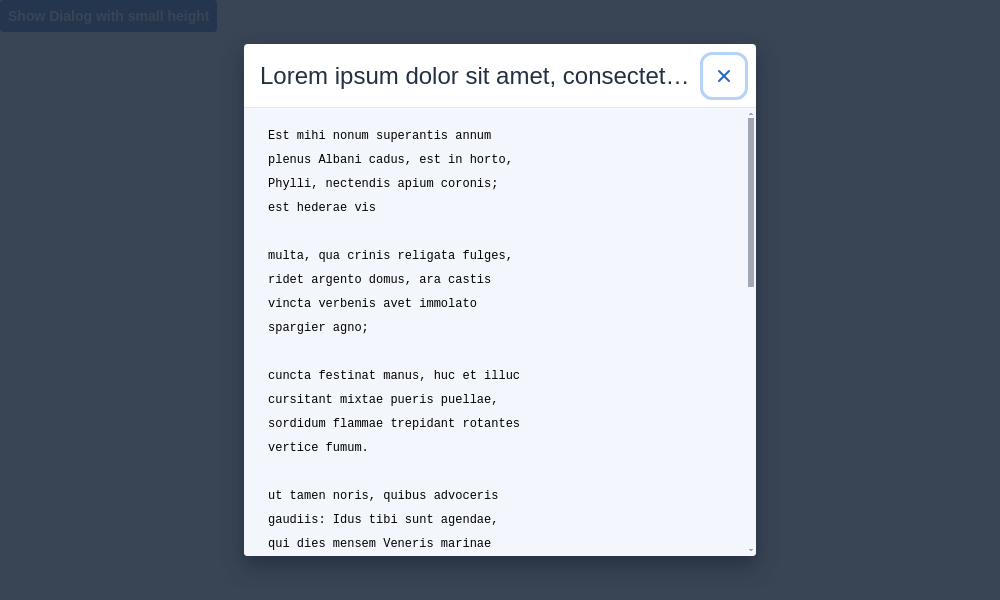 Show Dialog with small height
Lorem ipsum dolor sit amet, consectet…
Est mihi nonum superantis annum
plenus Albani cadus, est in horto,
Phylli, nectendis apium coronis;
est hederae vis
multa, qua crinis religata fulges,
ridet argento domus, ara castis
vincta verbenis avet immolato
spargier agno;
cuncta festinat manus, huc et illuc
cursitant mixtae pueris puellae,
sordidum flammae trepidant rotantes
vertice fumum.
ut tamen noris, quibus advoceris
gaudiis: Idus tibi sunt agendae,
qui dies mensem Veneris marinae